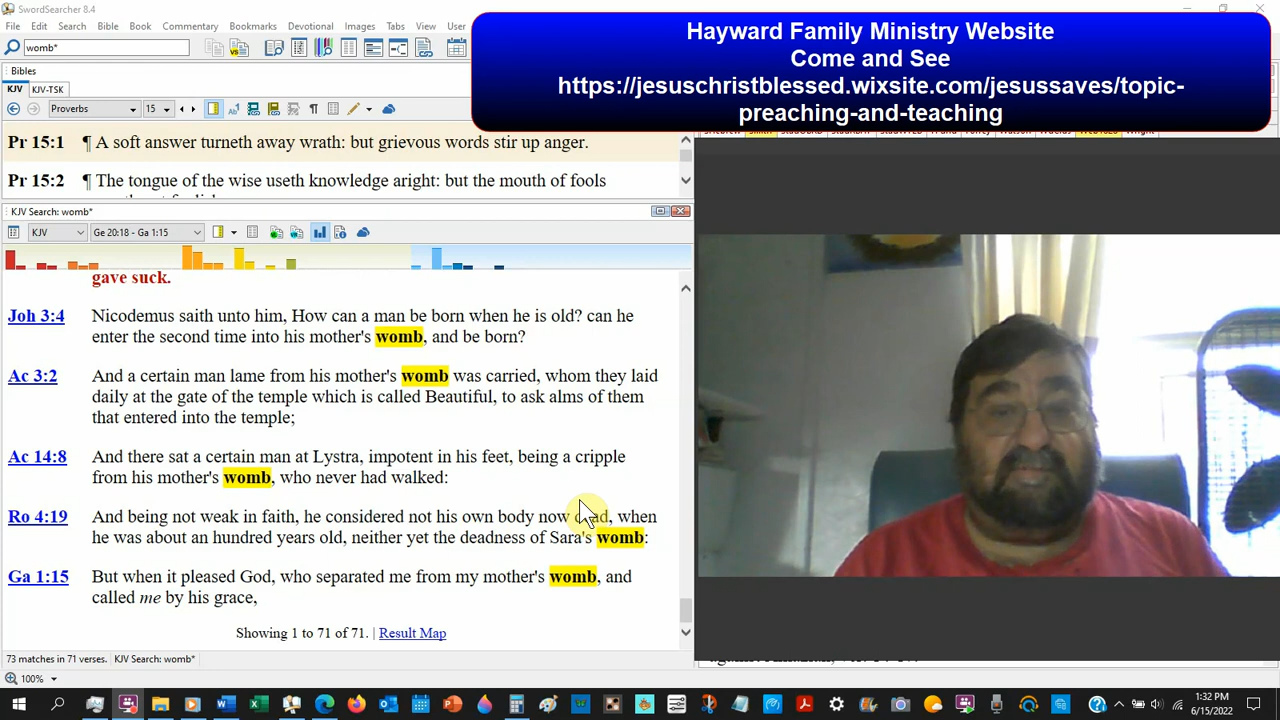 SwordSearcher 8.4
File Edit Search Bible Book Commentary Devotional Images Tabs View User
womb*
Bibles
KJV KJV-TSK
Proverbs 15
Pr 15:1 ¶ A soft answer turneth away wrath: but grievous words stir up anger.
Pr 15:2 ¶ The tongue of the wise useth knowledge aright: but the mouth of fools
KJV Search: womb*
KJV Ge 20:18 - Ga 1:15
gave suck.
Joh 3:4 Nicodemus saith unto him, How can a man be born when he is old? can he
enter the second time into his mother's womb, and be born?
Ac 3:2 And a certain man lame from his mother's womb was carried, whom they laid
daily at the gate of the temple which is called Beautiful, to ask alms of them
that entered into the temple;
Ac 14:8 And there sat a certain man at Lystra, impotent in his feet, being a cripple
from his mother's womb, who never had walked:
Ro 4:19 And being not weak in faith, he considered not his own body now dead, when
he was about an hundred years old, neither yet the deadness of Sara's womb:
Ga 1:15 But when it pleased God, who separated me from my mother's womb, and
called me by his grace,
Showing 1 to 71 of 71. | Result Map
73 matches in 71 verses. KJV Search: womb*
100%
Hayward Family Ministry Website
Come and See
https://jesuschristblessed.wixsite.com/jesussaves/topic-
preaching-and-teaching
1:32 PM
6/15/2022